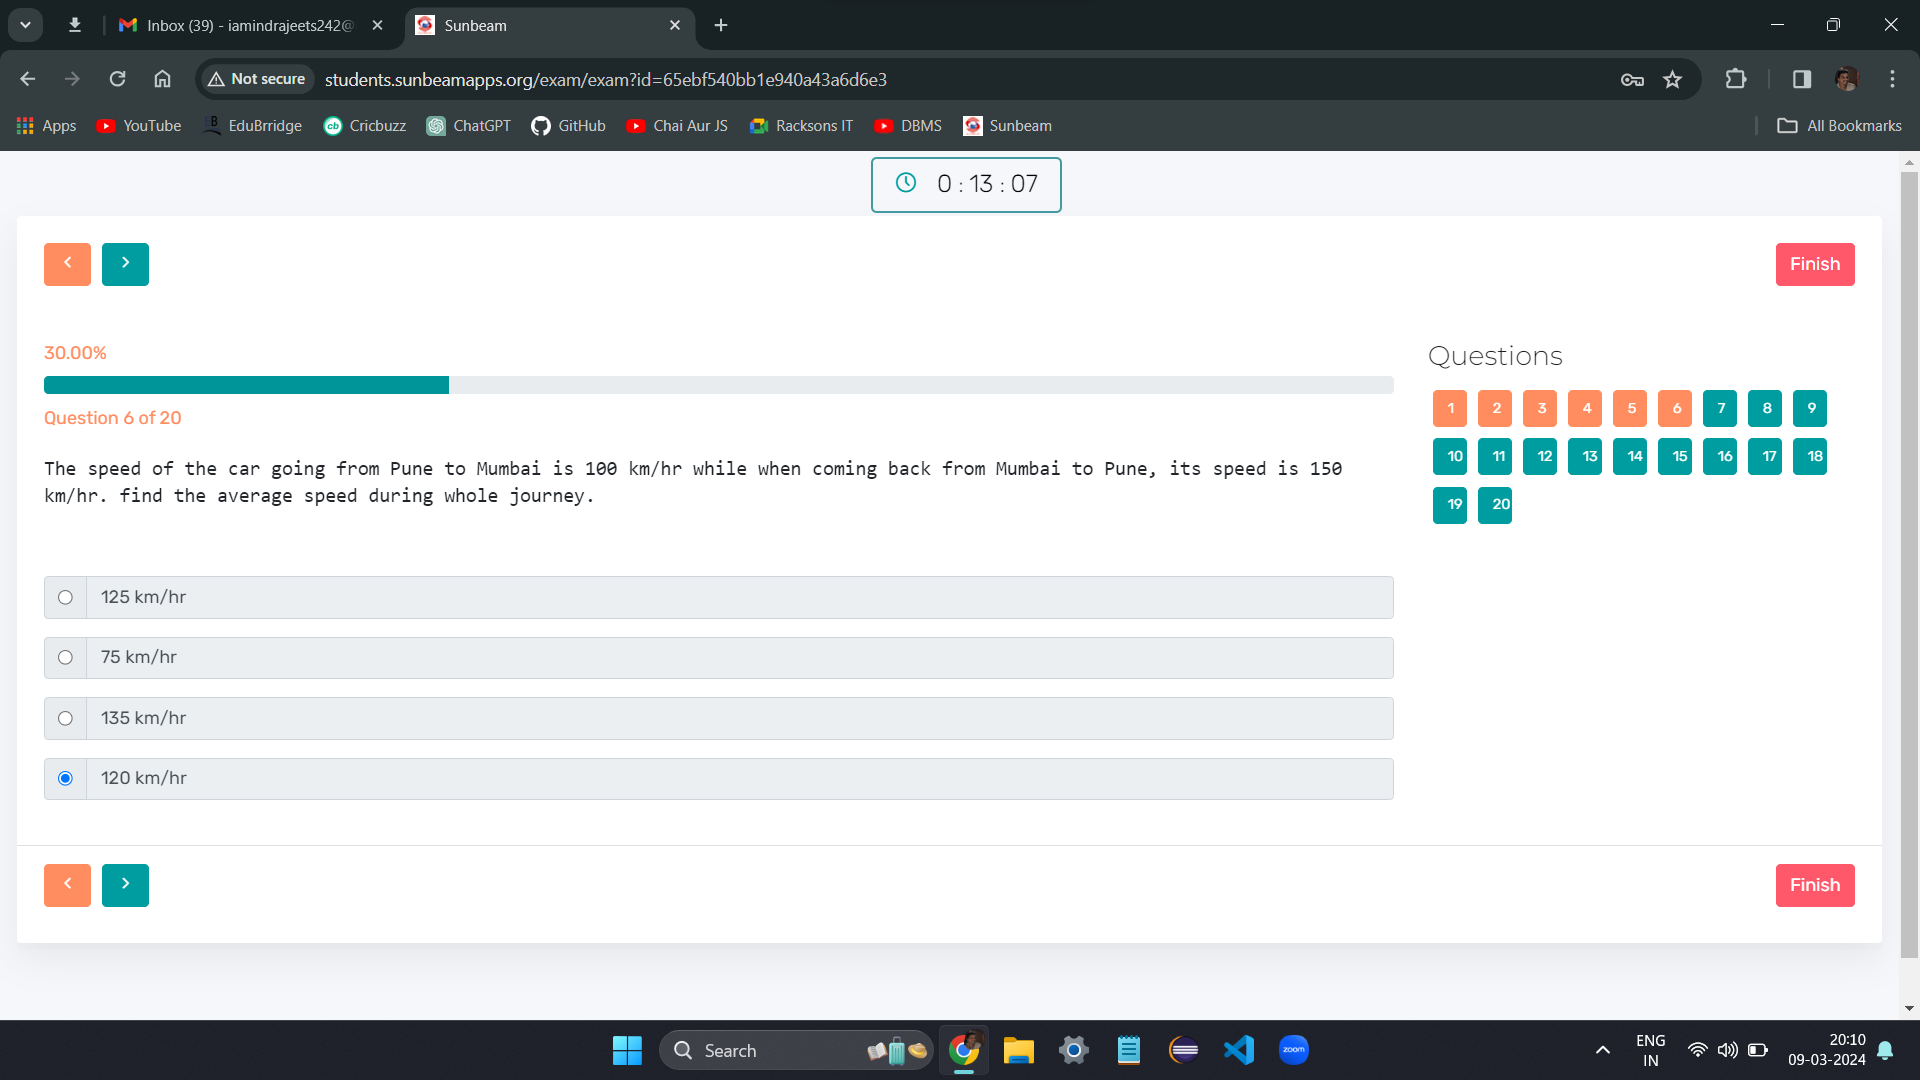 Inbox (39) - iamindrajeets242@
Sunbeam
Not secure
students.sunbeamapps.org/exam/exam?id=65ebf540bb1e940a43a6d6e3
Apps
YouTube
EduBrridge
Cricbuzz
ChatGPT
GitHub
Chai Aur JS
Racksons IT
DBMS
Sunbeam
All Bookmarks
0 : 13 : 07
Finish
30.00%
Question 6 of 20
The speed of the car going from Pune to Mumbai is 100 km/hr while when coming back from Mumbai to Pune, its speed is 150
km/hr. find the average speed during whole journey.
125 km/hr
75 km/hr
135 km/hr
120 km/hr
Questions
1 2 3 4 5 6 7 8 9
10 11 12 13 14 15 16 17 18
19 20
Finish
Search
zoom
ENG
IN
20:10
09-03-2024